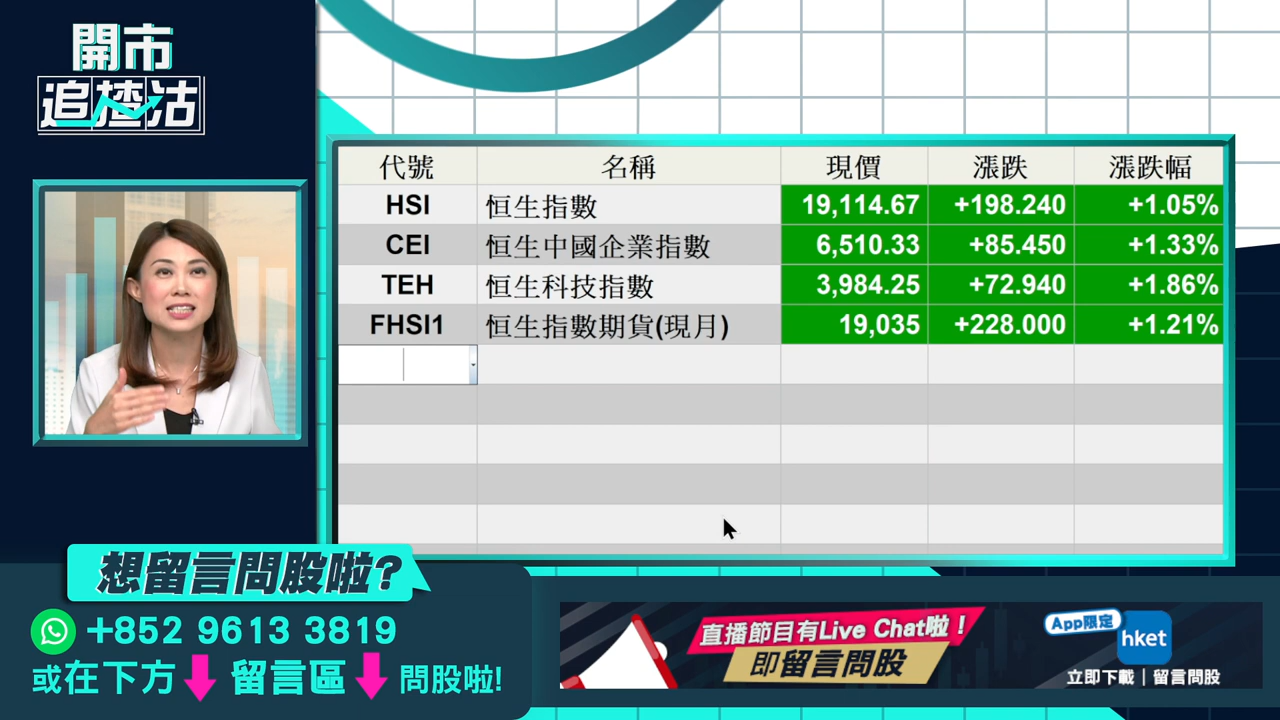 開市
追揸沽
代號 名稱 現價 漲跌 漲跌幅
HSI 恒生指數 19,114.67 +198.240 +1.05%
CEI 恒生中國企業指數 6,510.33 +85.450 +1.33%
TEH 恒生科技指數 3,984.25 +72.940 +1.86%
FHSI1 恒生指數期貨(現月) 19,035 +228.000 +1.21%
想留言問股啦?
+852 9613 3819
或在下方 留言區 問股啦!
直播節目有Live Chat啦!
即留言問股
App限定
hket
立即下載|留言問股